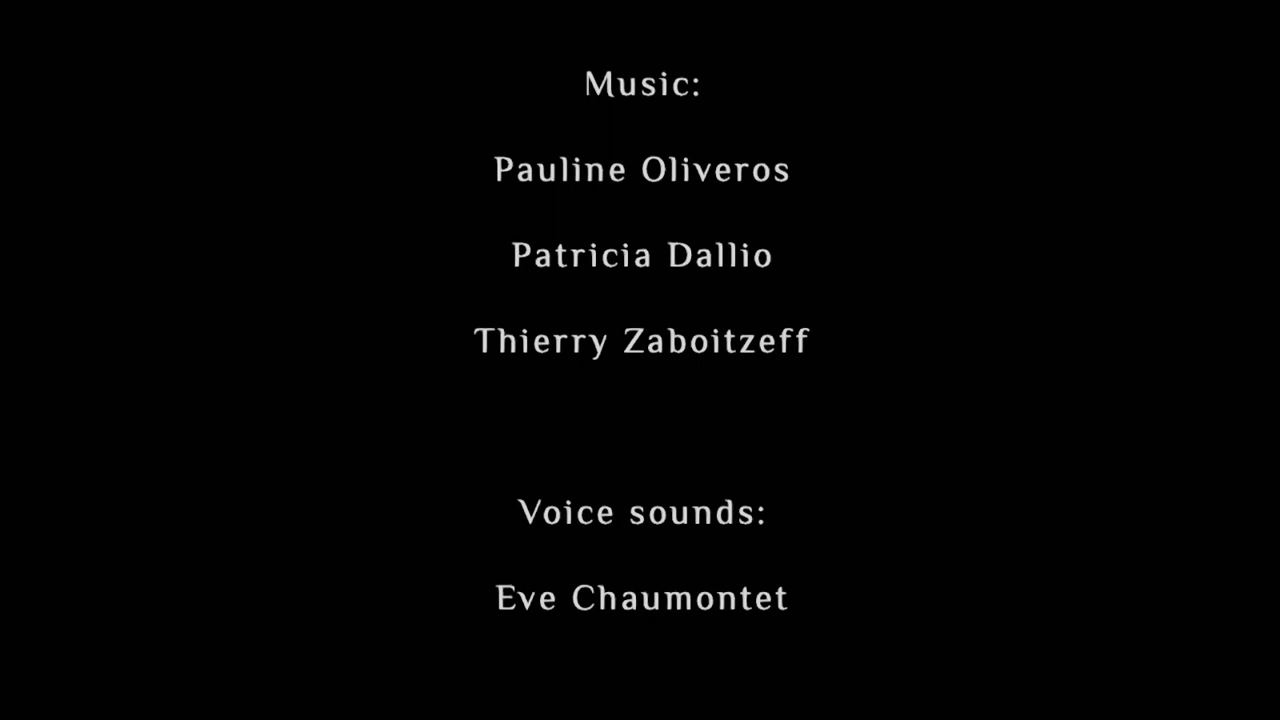 Music:
Pauline Oliveros
Patricia Dallio
Thierry Zaboitzeff
Voice sounds:
Eve Chaumontet